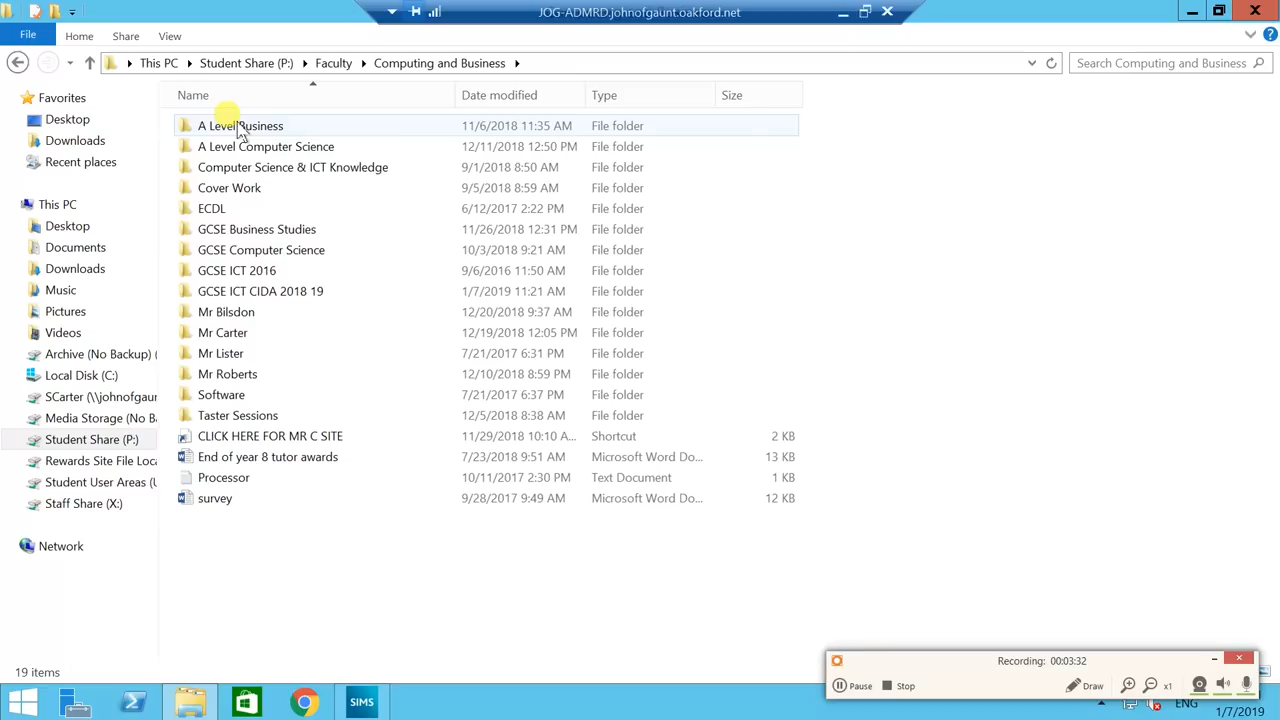 JOG-ADMRD.johnofgaunt.oakford.net
File Home Share View
This PC Student Share (P:) Faculty Computing and Business
Search Computing and Business
Name Date modified Type Size
Favorites
Desktop
Downloads
Recent places
This PC
Desktop
Documents
Downloads
Music
Pictures
Videos
Archive (No Backup) (
Local Disk (C:)
SCarter (\\johnofgau
Media Storage (No B
Student Share (P:)
Rewards Site File Loca
Student User Areas (U
Staff Share (X:)
Network
A Level Business 11/6/2018 11:35 AM File folder
A Level Computer Science 12/11/2018 12:50 PM File folder
Computer Science & ICT Knowledge 9/1/2018 8:50 AM File folder
Cover Work 9/5/2018 8:59 AM File folder
ECDL 6/12/2017 2:22 PM File folder
GCSE Business Studies 11/26/2018 12:31 PM File folder
GCSE Computer Science 10/3/2018 9:21 AM File folder
GCSE ICT 2016 9/6/2016 11:50 AM File folder
GCSE ICT CIDA 2018 19 1/7/2019 11:21 AM File folder
Mr Bilsdon 12/20/2018 9:37 AM File folder
Mr Carter 12/19/2018 12:05 PM File folder
Mr Lister 7/21/2017 6:31 PM File folder
Mr Roberts 12/10/2018 8:59 PM File folder
Software 7/21/2017 6:37 PM File folder
Taster Sessions 12/5/2018 8:38 AM File folder
CLICK HERE FOR MR C SITE 11/29/2018 10:10 A... Shortcut 2 KB
End of year 8 tutor awards 7/23/2018 9:51 AM Microsoft Word Do... 13 KB
Processor 10/11/2017 2:30 PM Text Document 1 KB
survey 9/28/2017 9:49 AM Microsoft Word Do... 12 KB
19 items
Recording: 00:03:32
Pause Stop Draw x1
SIMS
ENG
1/7/2019